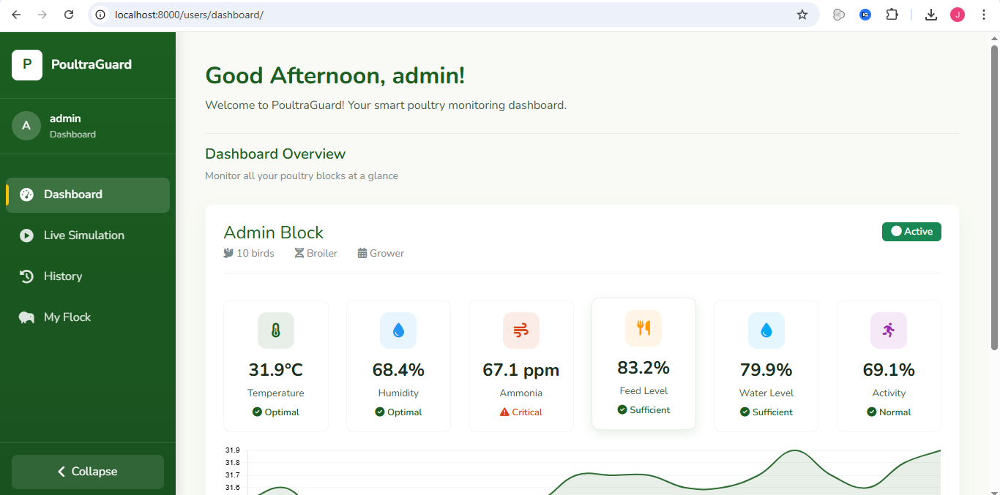 localhost:8000/users/dashboard/
IQ
J
P
PoultraGuard
A
admin
Dashboard
Dashboard
Live Simulation
History
My Flock
Collapse
Good Afternoon, admin!
Welcome to PoultraGuard! Your smart poultry monitoring dashboard.
Dashboard Overview
Monitor all your poultry blocks at a glance
Admin Block
Active
10 birds Broiler Grower
31.9°C
Temperature
Optimal
68.4%
Humidity
Optimal
67.1 ppm
Ammonia
Critical
83.2%
Feed Level
Sufficient
79.9%
Water Level
Sufficient
69.1%
Activity
Normal
31.9
31.8
31.7
31.6